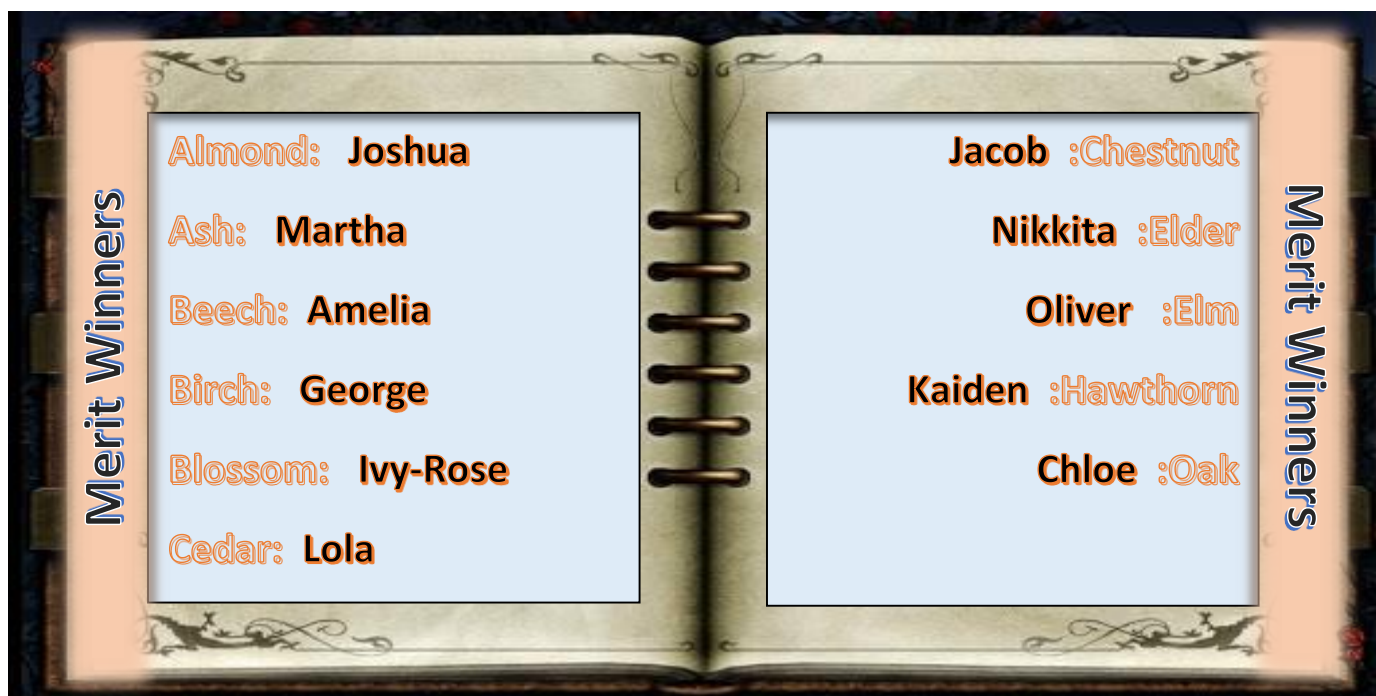 Merit Winners
Almond: Joshua
Ash: Martha
Beech: Amelia
Birch: George
Blossom: Ivy-Rose
Cedar: Lola
Jacob :Chestnut
Nikkita :Elder
Oliver :Elm
Kaiden :Hawthorn
Chloe :Oak
Merit Winners